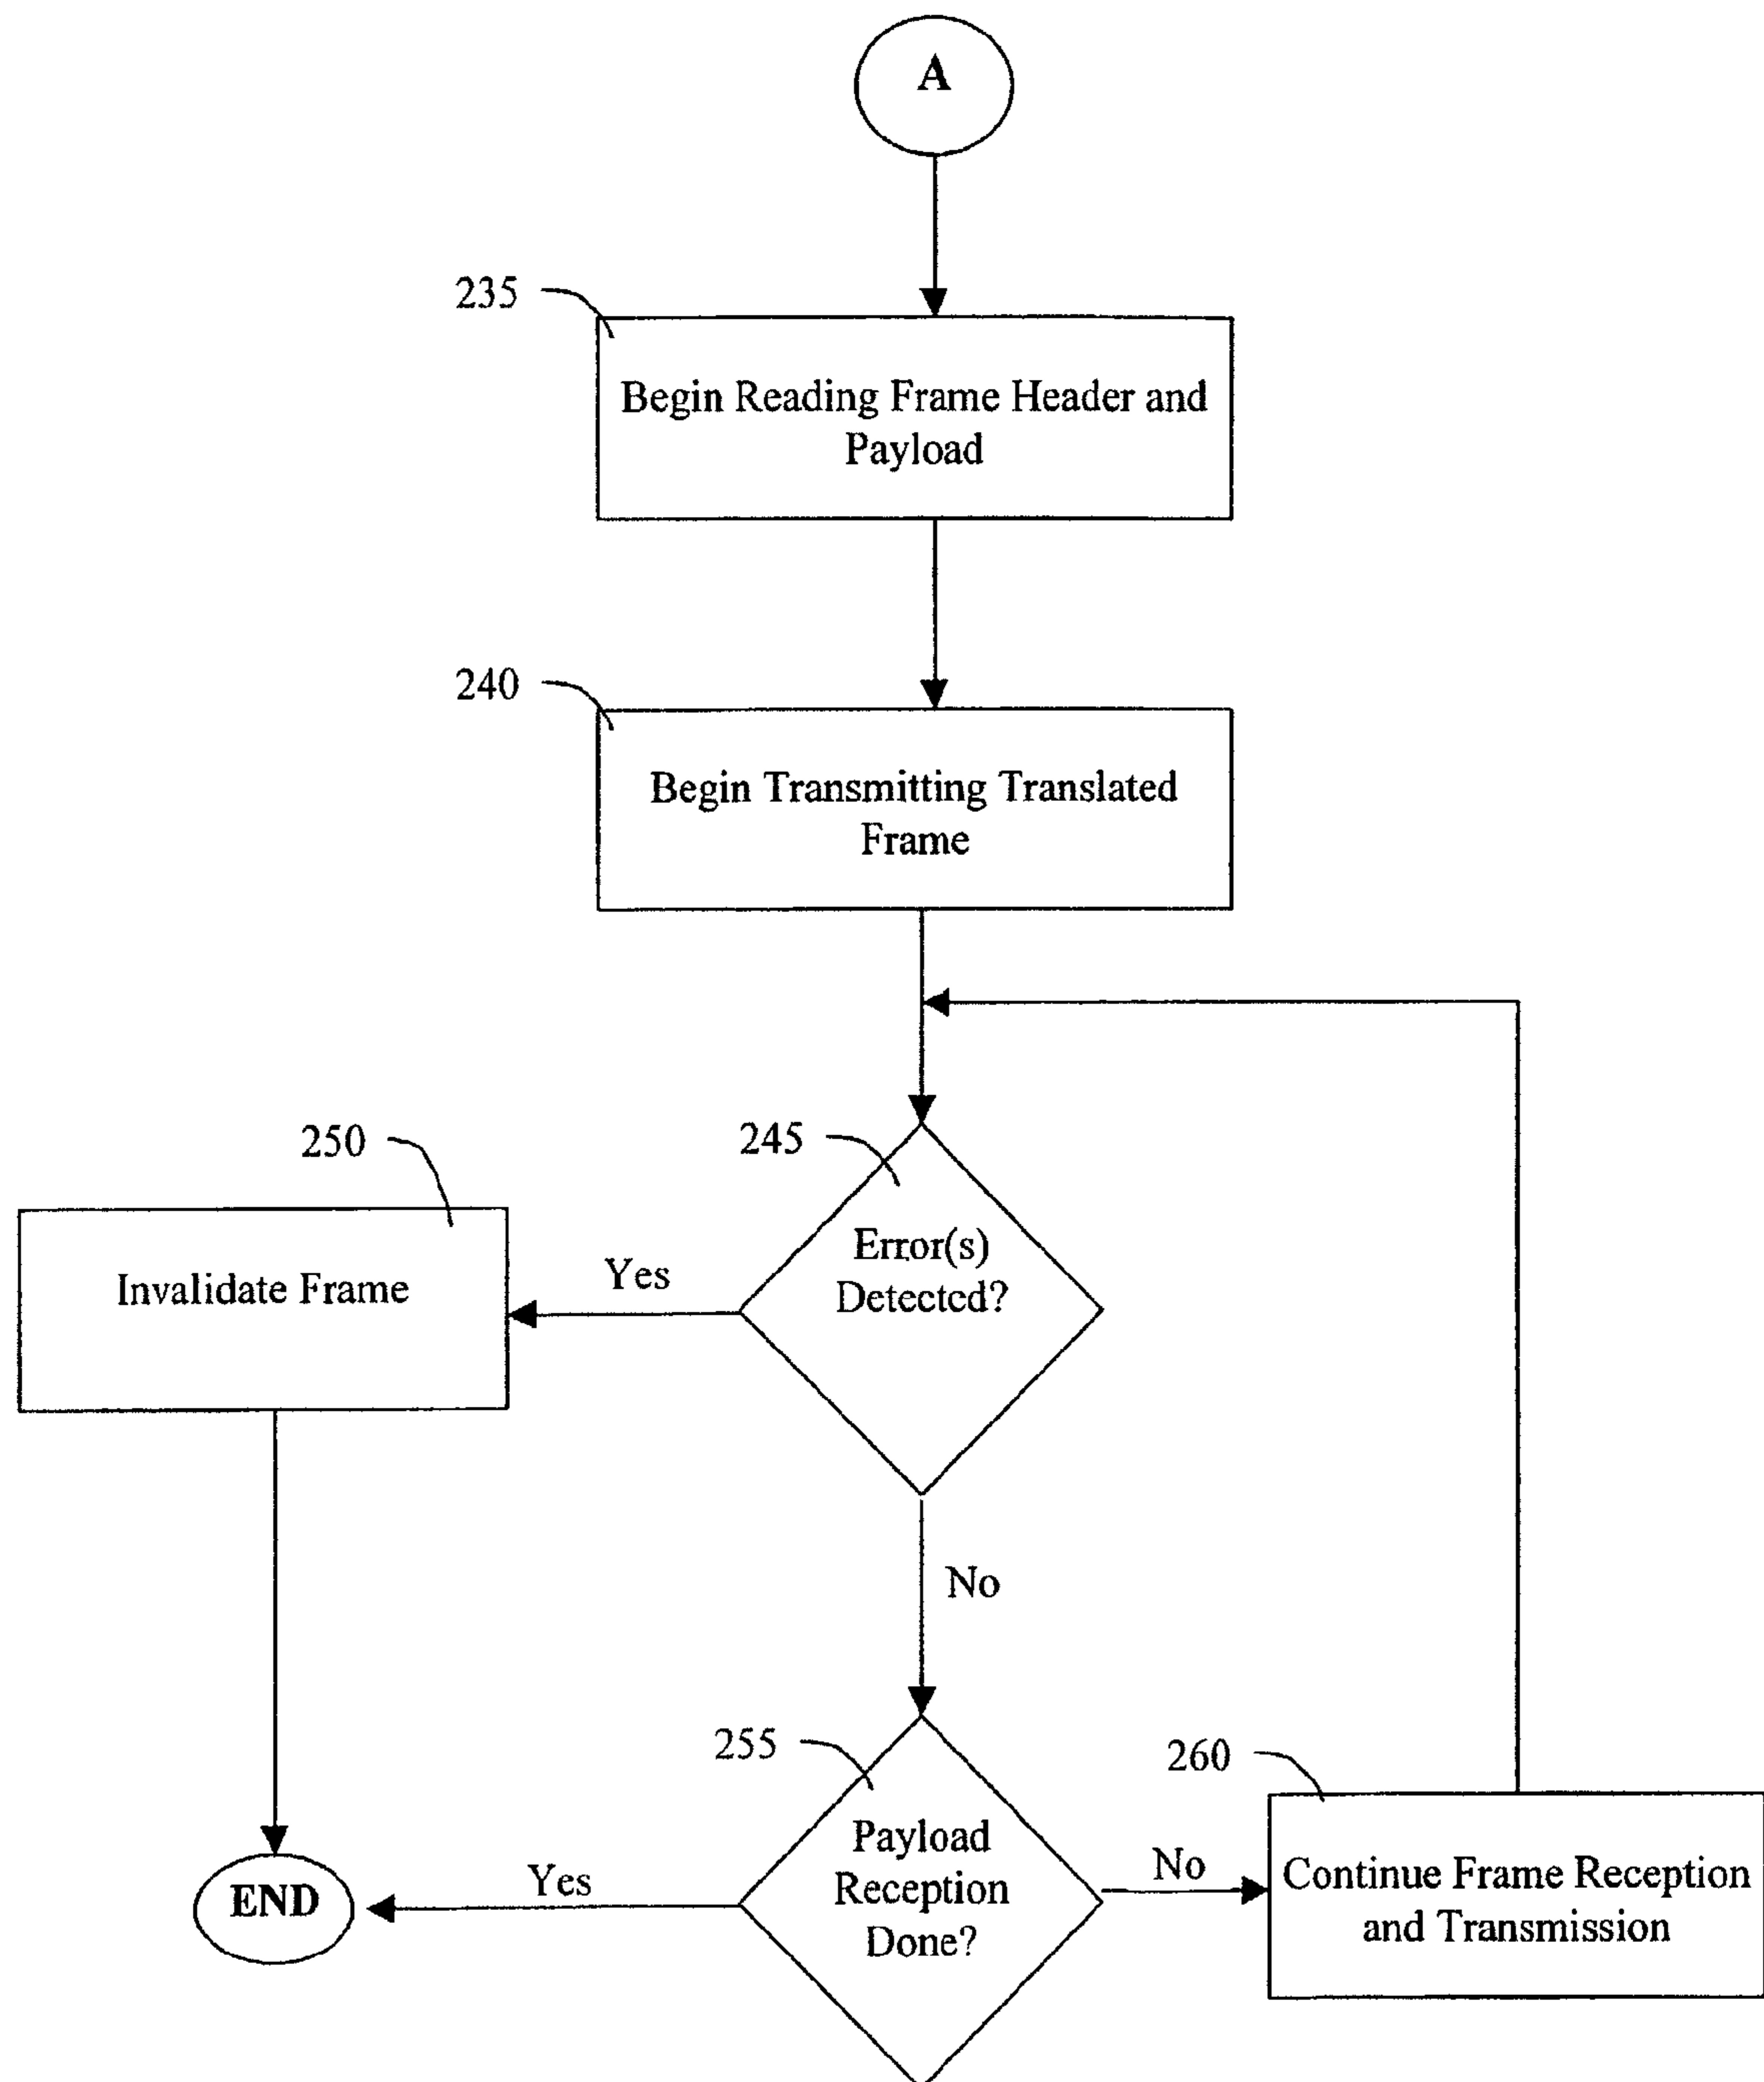 A
235
Begin Reading Frame Header and
Payload
240
Begin Transmitting Translated
Frame
250
245
Error(s)
Detected?
Yes
Invalidate Frame
No
255
260
Payload
Reception
Done?
Yes
No
END
Continue Frame Reception
and Transmission